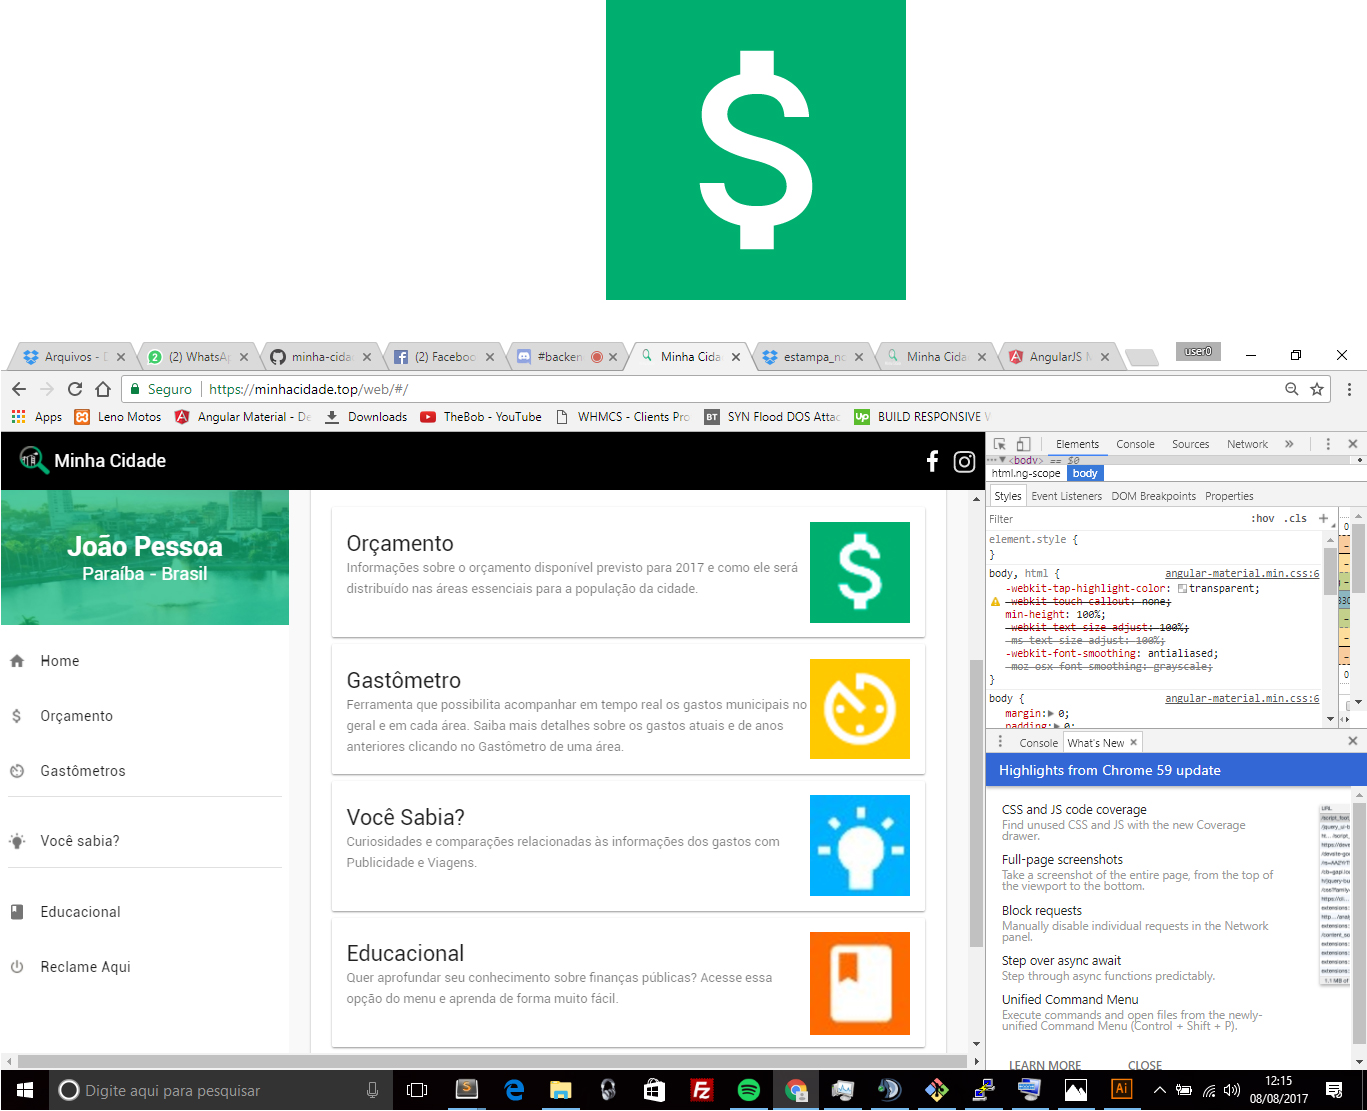 $
Arquivos - D
(2) WhatsAp
minha-cida
(2) Faceboo
#backen
Minha Cida
estampa_no
Minha Cida
AngularJS M
user0
Seguro
https://minhacidade.top/web/#/
Apps
Leno Motos
Angular Material - De
Downloads
TheBob - YouTube
WHMCS - Clients Pro
BT SYN Flood DOS Attac
Up BUILD RESPONSIVE V
Minha Cidade
João Pessoa
Paraíba - Brasil
Home
Orçamento
Gastômetros
Você sabia?
Educacional
Reclame Aqui
Orçamento
Informações sobre o orçamento disponível previsto para 2017 e como ele será
distribuído nas áreas essenciais para a população da cidade.
$
Gastômetro
Ferramenta que possibilita acompanhar em tempo real os gastos municipais no
geral e em cada área. Saiba mais detalhes sobre os gastos atuais e de anos
anteriores clicando no Gastômetro de uma área.
Você Sabia?
Curiosidades e comparações relacionadas às informações dos gastos com
Publicidade e Viagens.
Educacional
Quer aprofundar seu conhecimento sobre finanças públicas? Acesse essa
opção do menu e aprenda de forma muito fácil.
Elements Console Sources Network »
<body> == $0
html.ng-scope body
Styles Event Listeners DOM Breakpoints Properties
Filter :hov .cls +
element.style {
}
body, html { angular-material.min.css:6
-webkit-tap-highlight-color: transparent;
-webkit-touch-callout: none;
min-height: 100%;
-webkit-text-size-adjust: 100%;
-ms-text-size-adjust: 100%;
-webkit-font-smoothing: antialiased;
-moz-osx-font-smoothing: grayscale;
}
body { angular-material.min.css:6
margin: 0;
padding: 0;
Console What's New
Highlights from Chrome 59 update
CSS and JS code coverage
Find unused CSS and JS with the new Coverage
drawer.
Full-page screenshots
Take a screenshot of the entire page, from the top of
the viewport to the bottom.
Block requests
Manually disable individual requests in the Network
panel.
Step over async await
Step through async functions predictably.
Unified Command Menu
Execute commands and open files from the newly-
unified Command Menu (Control + Shift + P).
LEARN MORE CLOSE
Digite aqui para pesquisar
12:15
08/08/2017